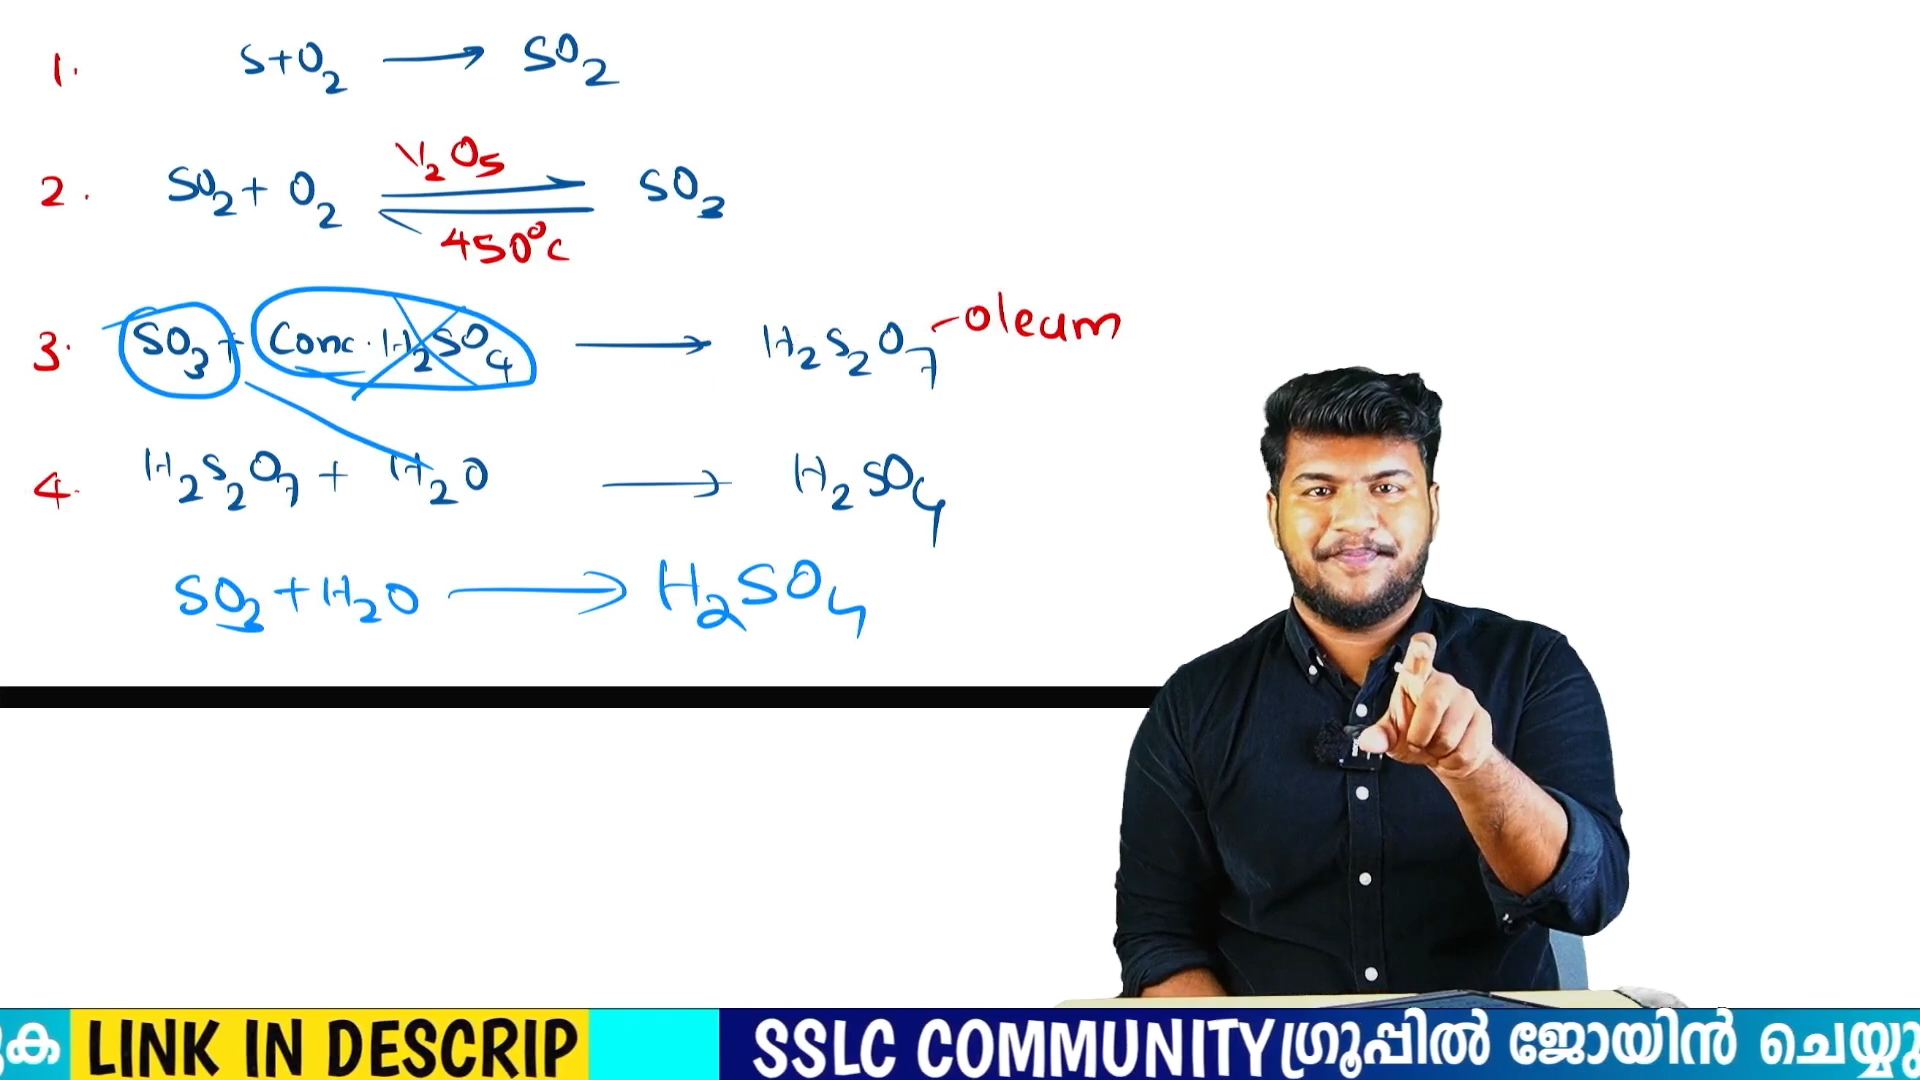 1. S+O₂ ⟶ SO₂
2. SO₂+ O₂ V₂O₅ ⇌ 450°C SO₃
3. SO₃ + Conc. H₂SO₄ ⟶ H₂S₂O₇ - oleum
4. H₂S₂O₇ + H₂O ⟶ H₂SO₄
SO₃+H₂O ⟶ H₂SO₄
ുക LINK IN DESCRIP SSLC COMMUNITY ഗ്രൂപ്പിൽ ജോയിൻ ചെയ്യു